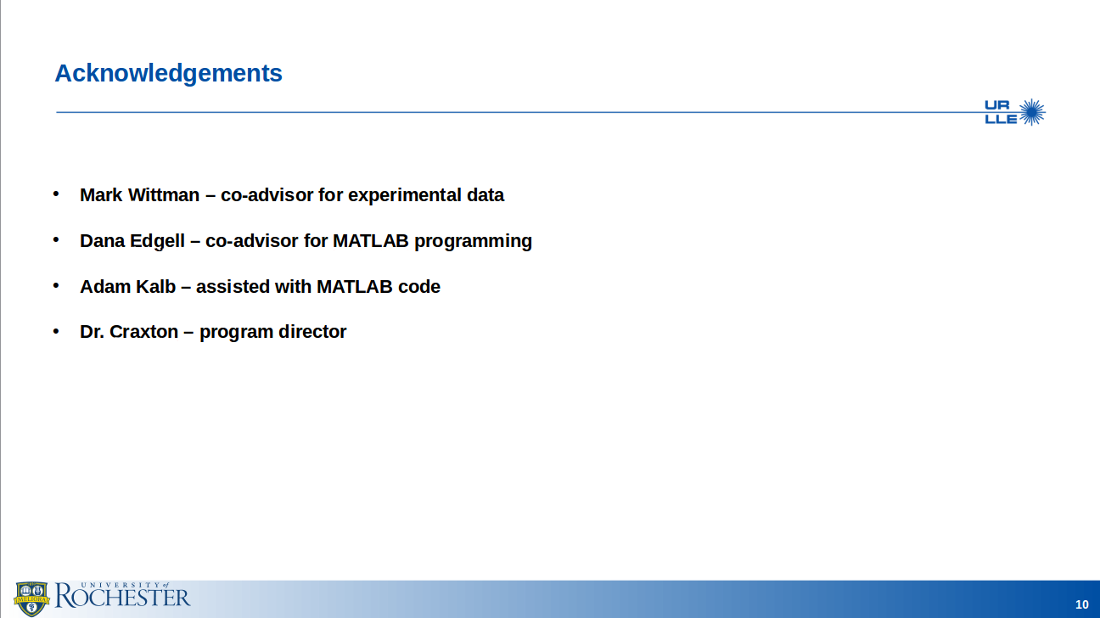 Acknowledgements
UR
LLE
• Mark Wittman – co-advisor for experimental data
• Dana Edgell – co-advisor for MATLAB programming
• Adam Kalb – assisted with MATLAB code
• Dr. Craxton – program director
UNIVERSITY of
ROCHESTER
MELIORA
10